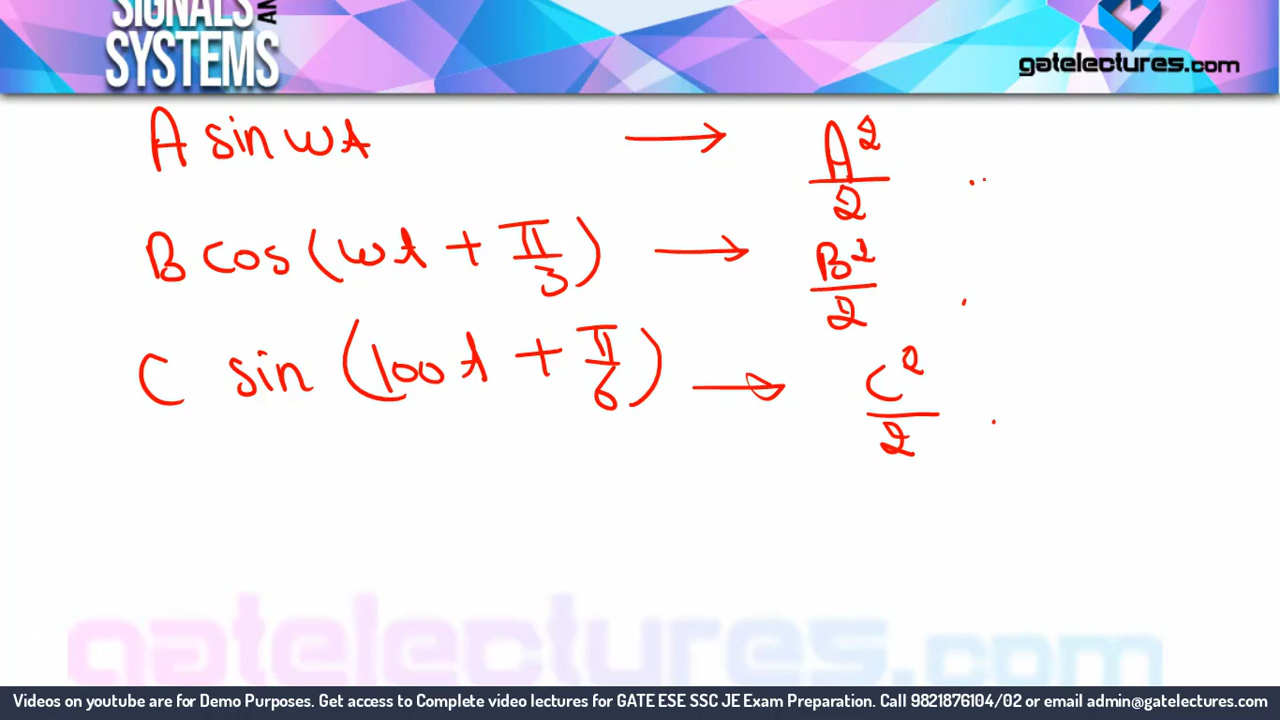 SIGNALS AND
SYSTEMS
gatelectures.com
A sin ωt → A²/2
B cos(ωt + π/3) → B²/2
C sin (100t + π/6) → C²/2
gatelectures.com
Videos on youtube are for Demo Purposes. Get access to Complete video lectures for GATE ESE SSC JE Exam Preparation. Call 9821876104/02 or email admin@gatelectures.com